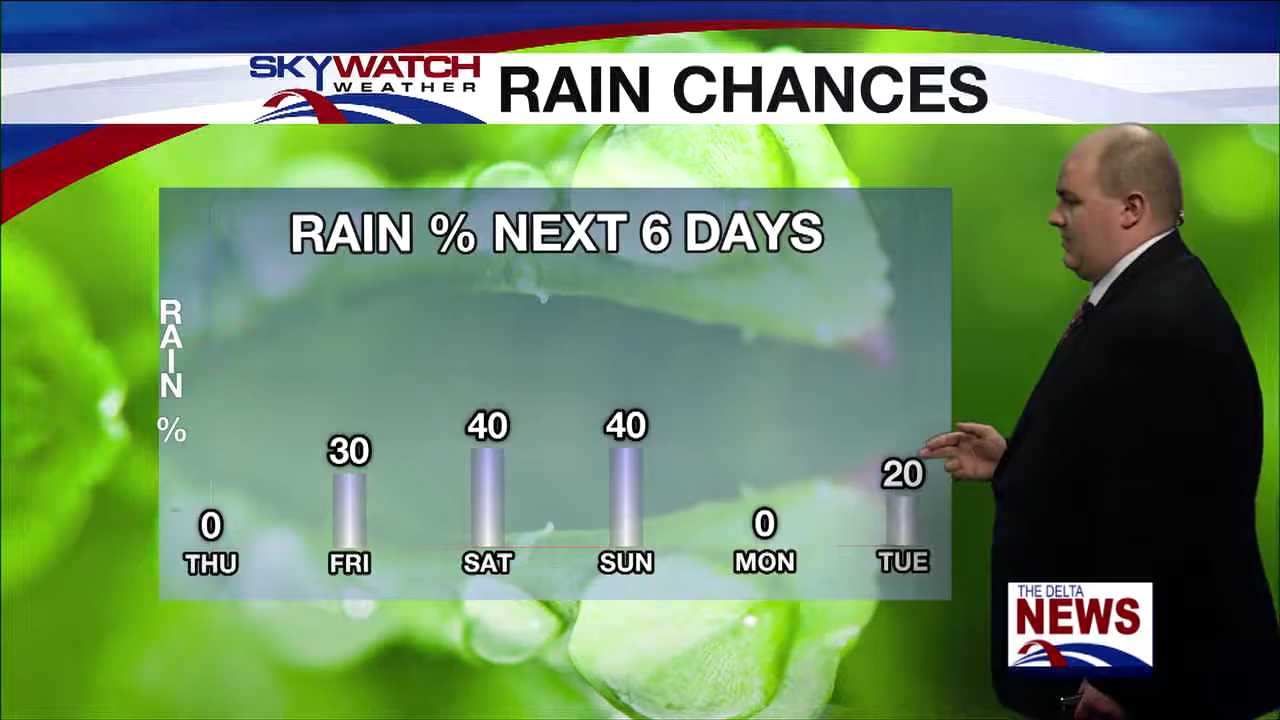 SKYWATCH
WEATHER
RAIN CHANCES
RAIN % NEXT 6 DAYS
RAIN %
0 30 40 40 0 20
THU FRI SAT SUN MON TUE
THE DELTA
NEWS